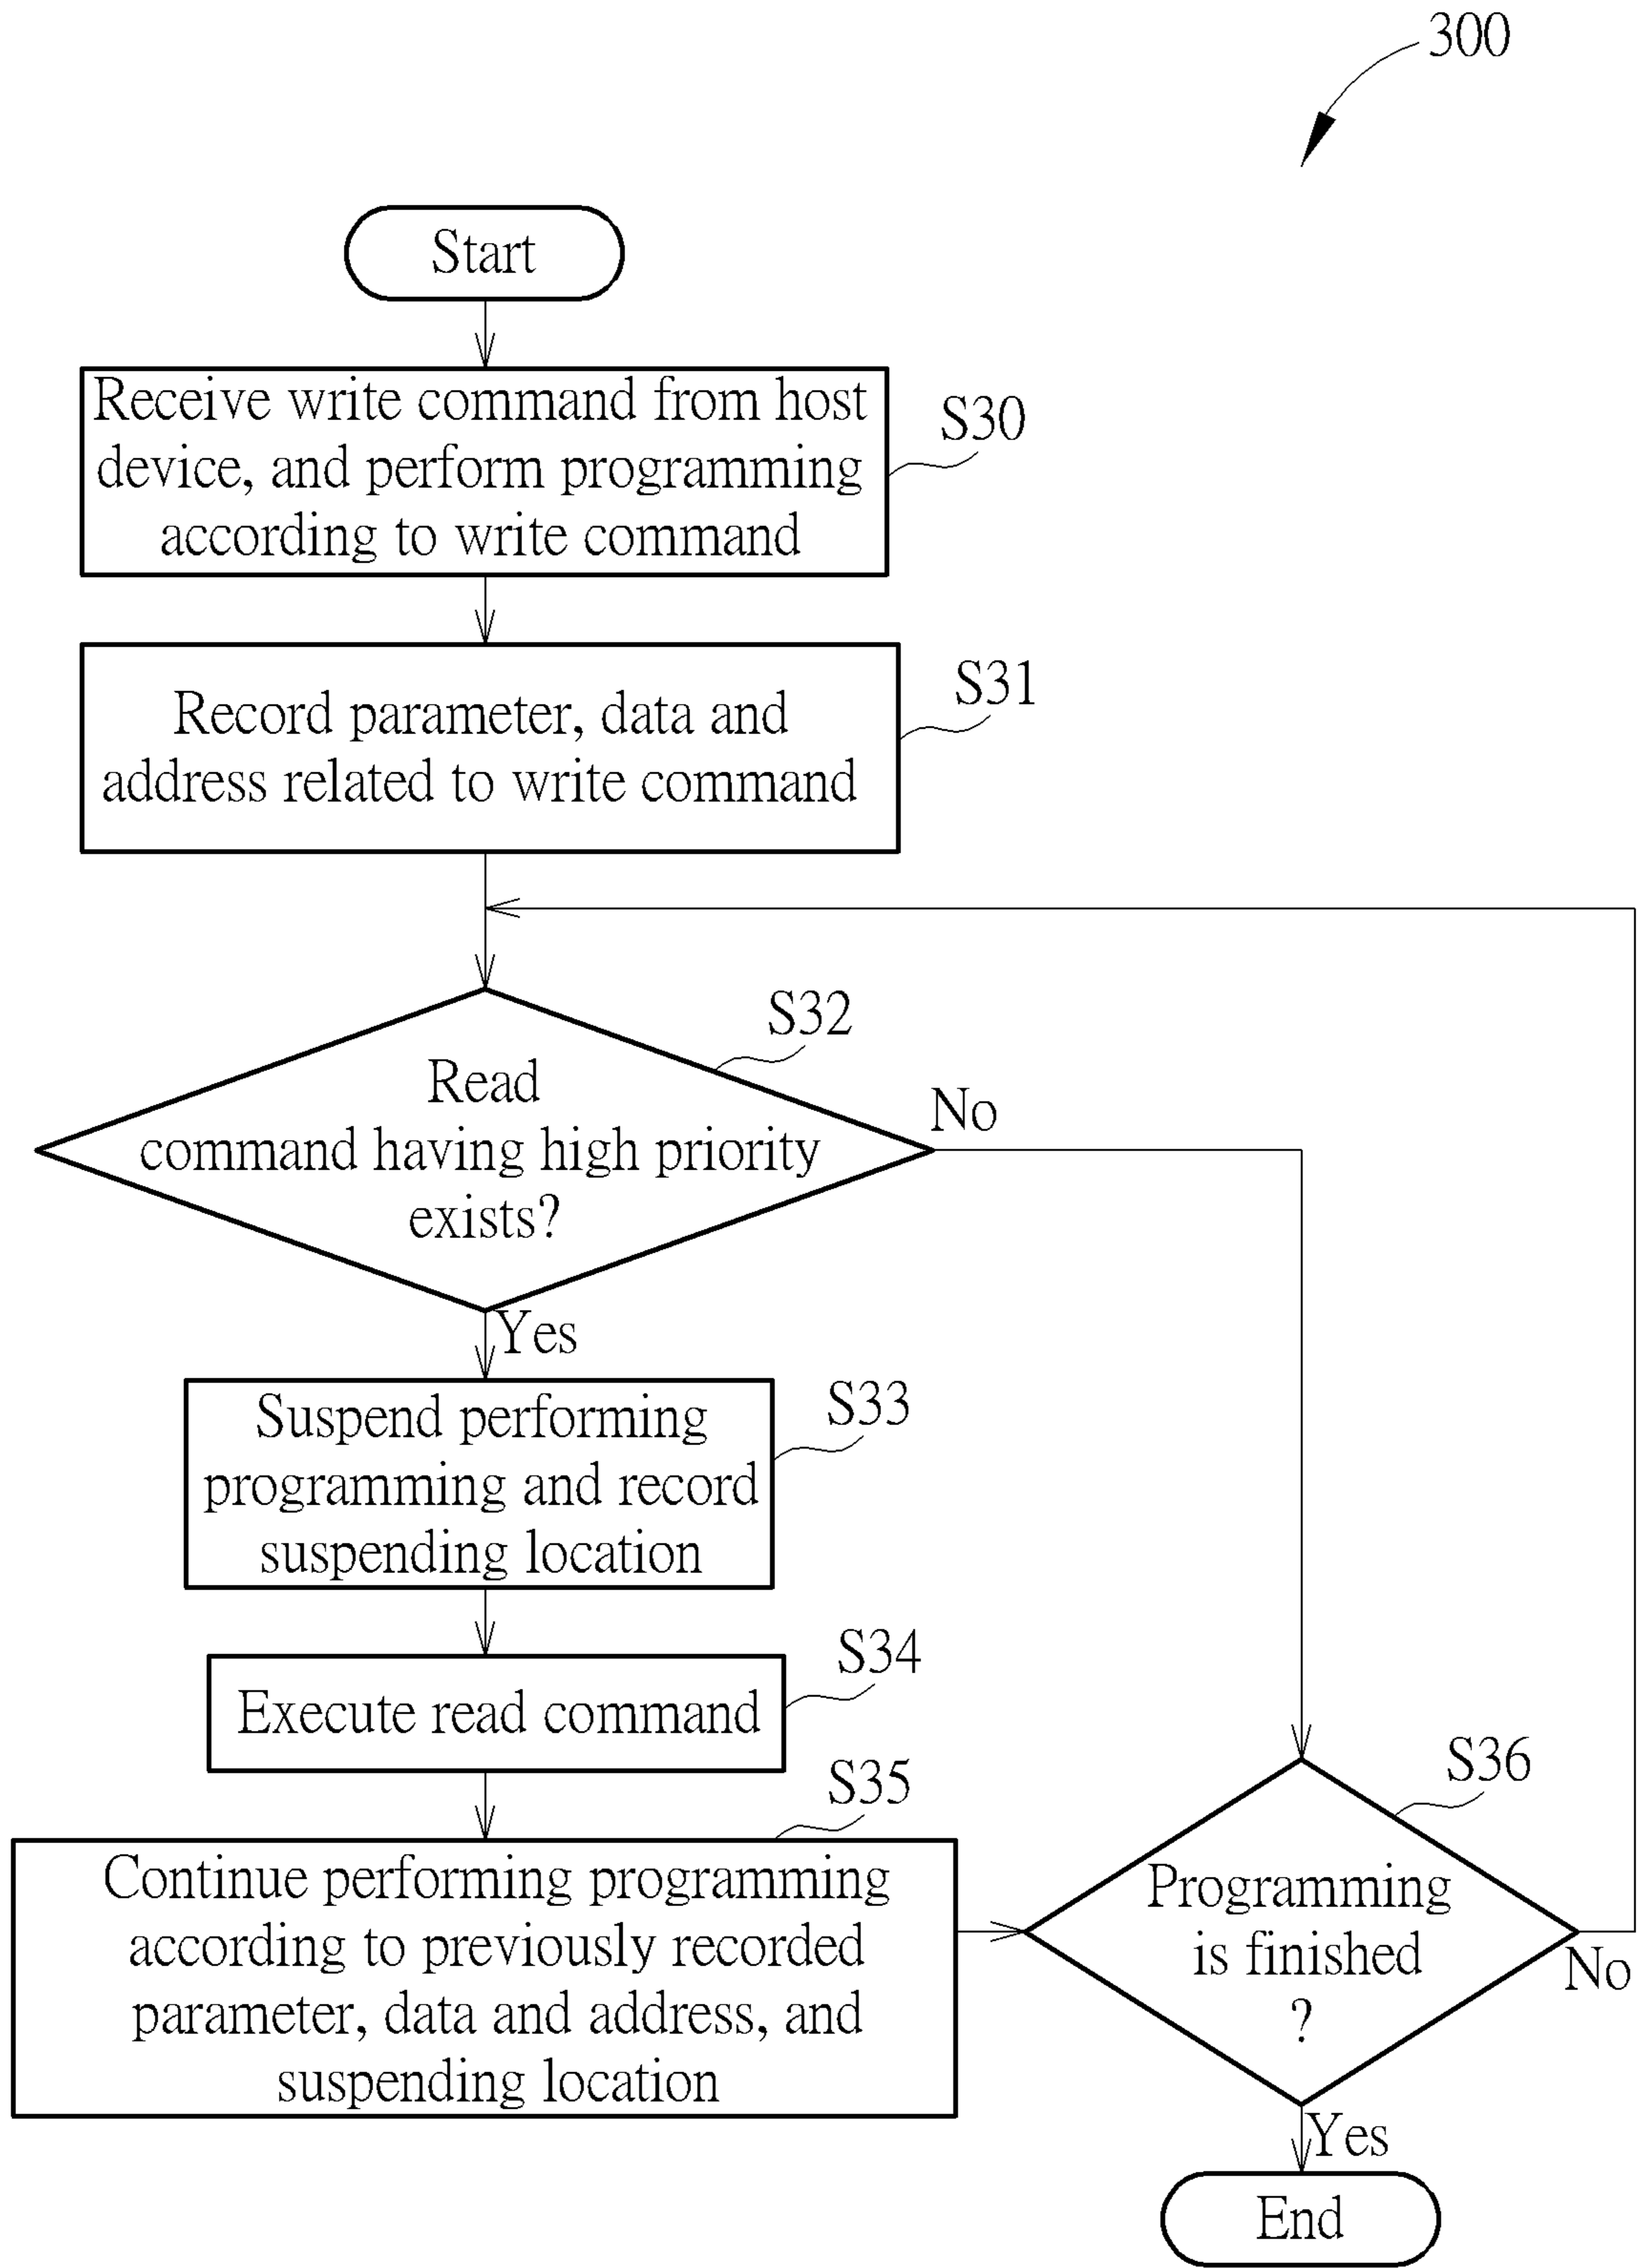 300
Start
Receive write command from host
device, and perform programming
according to write command
S30
Record parameter, data and
address related to write command
S31
Read
command having high priority
exists?
S32
No
Yes
Suspend performing
programming and record
suspending location
S33
Execute read command
S34
Continue performing programming
according to previously recorded
parameter, data and address, and
suspending location
S35
Programming
is finished
?
S36
No
Yes
End